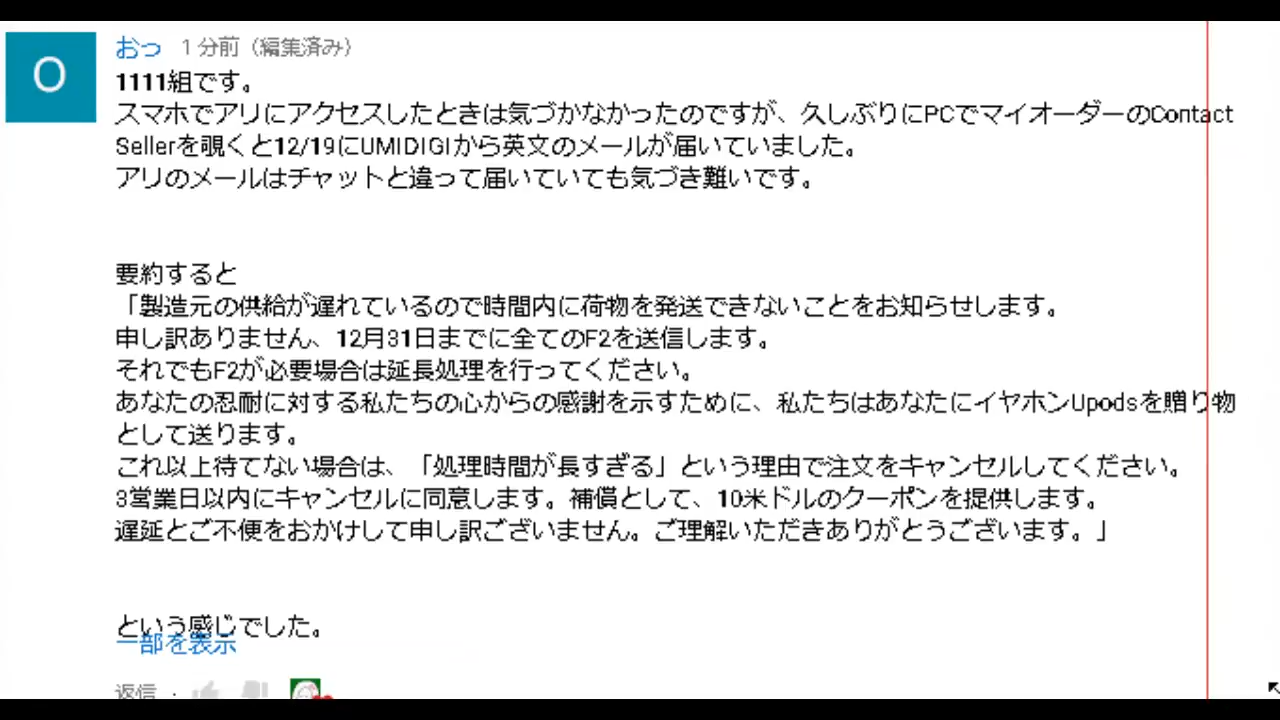 O
おっ 1 分前（編集済み）
1111組です。
スマホでアリにアクセスしたときは気づかなかったのですが、久しぶりにPCでマイオーダーのContact
Sellerを覗くと12/19にUMIDIGIから英文のメールが届いていました。
アリのメールはチャットと違って届いていても気づき難いです。
要約すると
「製造元の供給が遅れているので時間内に荷物を発送できないことをお知らせします。
申し訳ありません、12月31日までに全てのF2を送信します。
それでもF2が必要場合は延長処理を行ってください。
あなたの忍耐に対する私たちの心からの感謝を示すために、私たちはあなたにイヤホンUpodsを贈り物
として送ります。
これ以上待てない場合は、「処理時間が長すぎる」という理由で注文をキャンセルしてください。
3営業日以内にキャンセルに同意します。補償として、10米ドルのクーポンを提供します。
遅延とご不便をおかけして申し訳ございません。ご理解いただきありがとうございます。」
という感じでした。
一部を表示
返信 ·